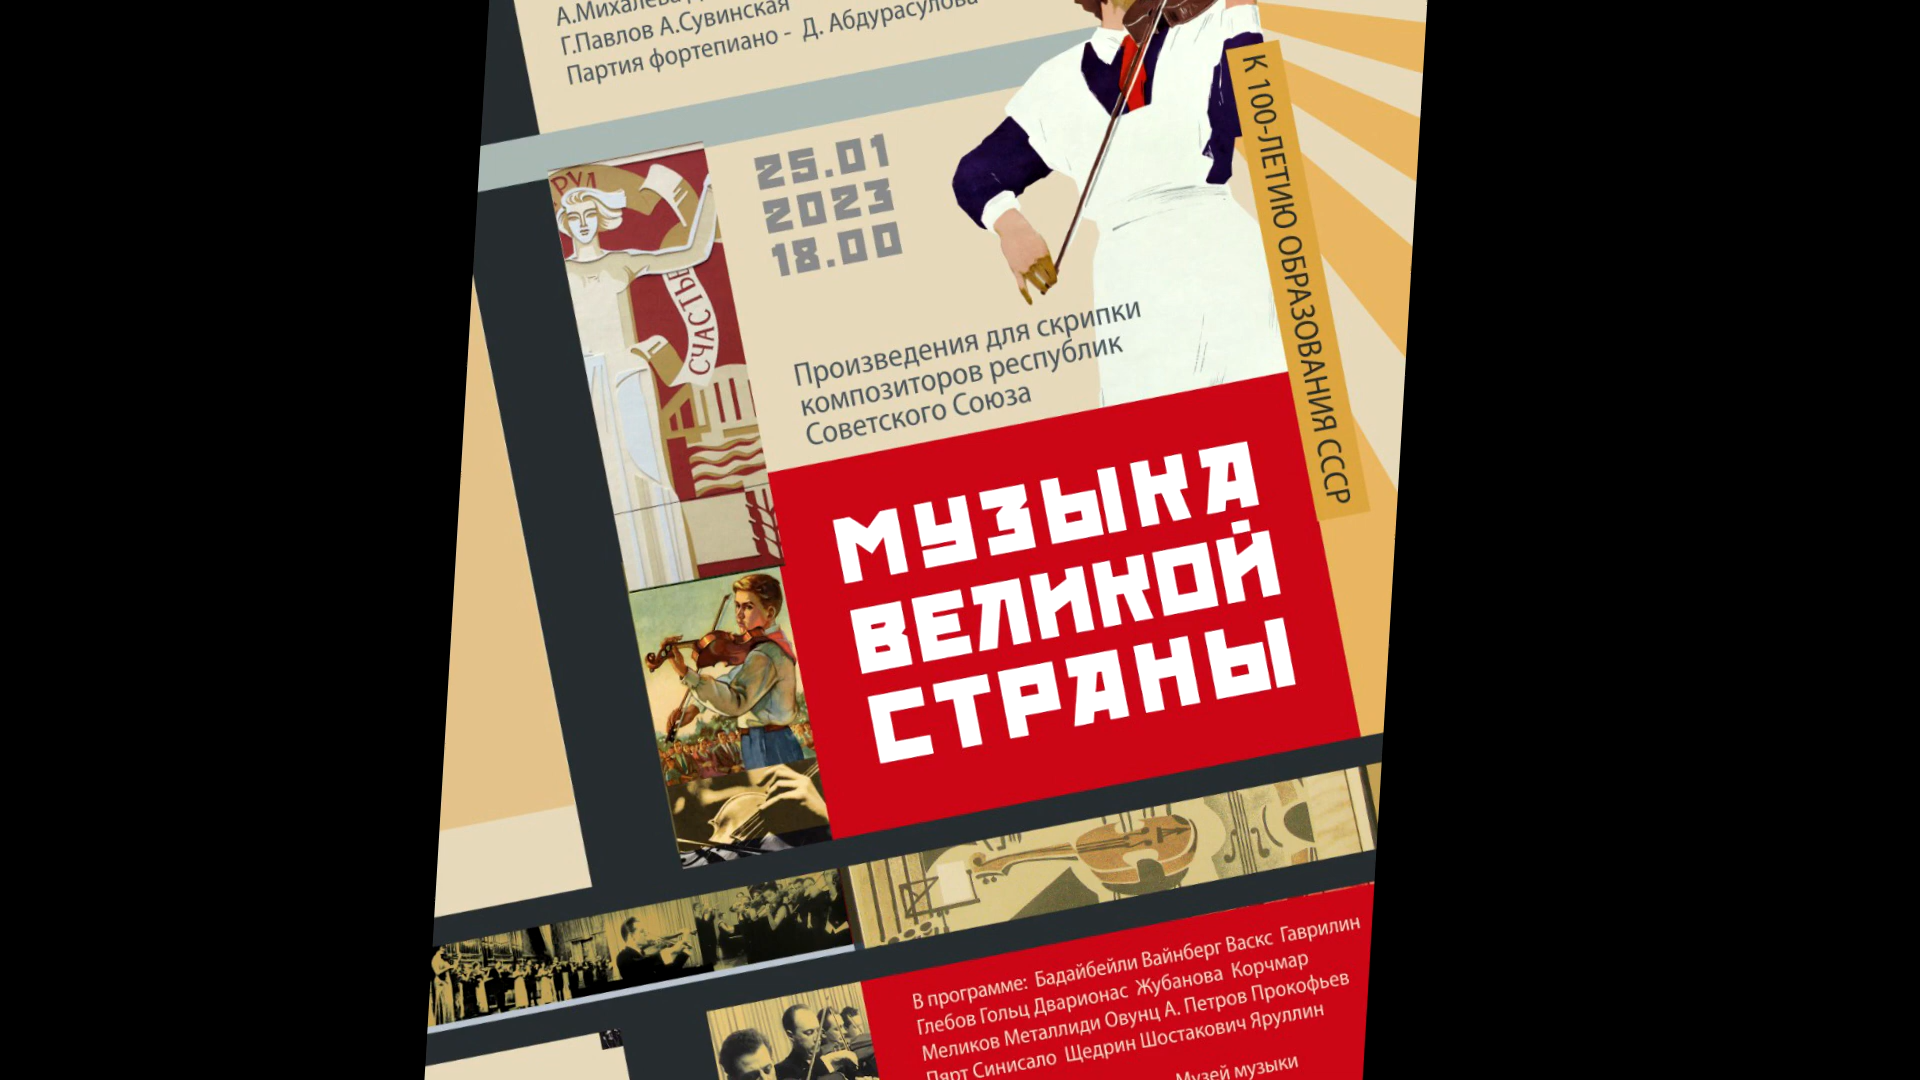 А.Михалева
Г.Павлов А.Сувинская
Партия фортепиано - Д. Абдурасулова
К 100-ЛЕТИЮ ОБРАЗОВАНИЯ СССР
25.01
2023
18.00
СЧАСТЬЕ
Произведения для скрипки
композиторов республик
Советского Союза
МУЗЫКА
ВЕЛИКОЙ
СТРАНЫ
В программе: Бадайбейли Вайнберг Васкс Гаврилин
Глебов Гольц Дварионас Жубанова Корчмар
Меликов Металлиди Овунц А. Петров Прокофьев
Пярт Синисало Щедрин Шостакович Яруллин
Музей музыки